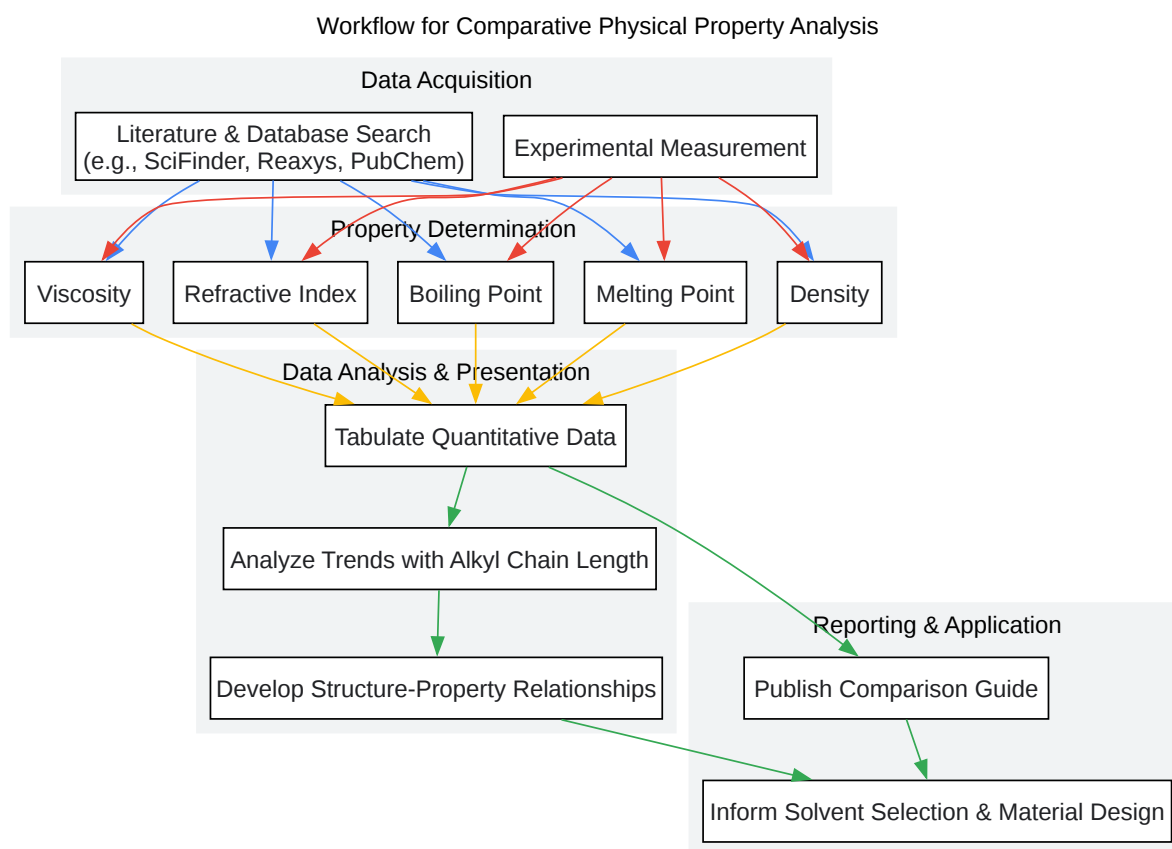 Workflow for Comparative Physical Property Analysis
Data Acquisition
Literature & Database Search
(e.g., SciFinder, Reaxys, PubChem)
Experimental Measurement
Property Determination
Viscosity
Refractive Index
Boiling Point
Melting Point
Density
Data Analysis & Presentation
Tabulate Quantitative Data
Analyze Trends with Alkyl Chain Length
Reporting & Application
Develop Structure-Property Relationships
Publish Comparison Guide
Inform Solvent Selection & Material Design